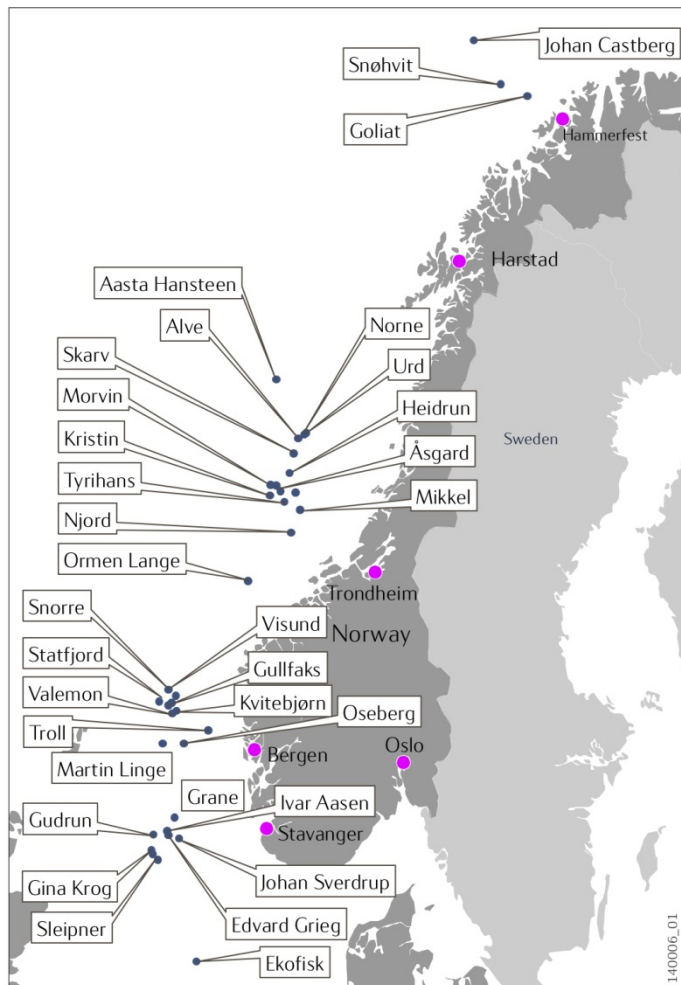 Johan Castberg
Snøhvit
Goliat
Hammerfest
Harstad
Aasta Hansteen
Alve
Norne
Skarv
Urd
Morvin
Heidrun
Kristin
Åsgard
Sweden
Tyrihans
Mikkel
Njord
Ormen Lange
Trondheim
Snorre
Visund
Norway
Statfjord
Gullfaks
Valemon
Kvitebjørn
Oseberg
Troll
Martin Linge
Bergen
Oslo
Grane
Ivar Aasen
Gudrun
Stavanger
Gina Krog
Johan Sverdrup
Sleipner
Edvard Grieg
Ekofisk
140006_01